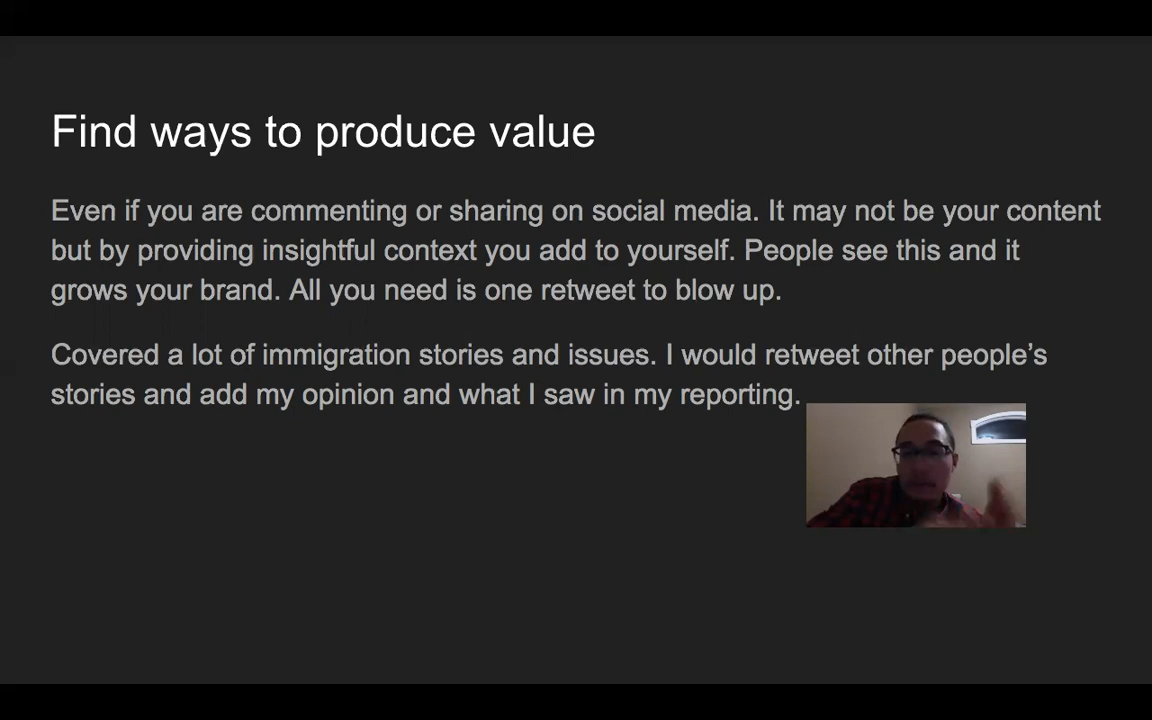 Find ways to produce value
Even if you are commenting or sharing on social media. It may not be your content
but by providing insightful context you add to yourself. People see this and it
grows your brand. All you need is one retweet to blow up.
Covered a lot of immigration stories and issues. I would retweet other people’s
stories and add my opinion and what I saw in my reporting.